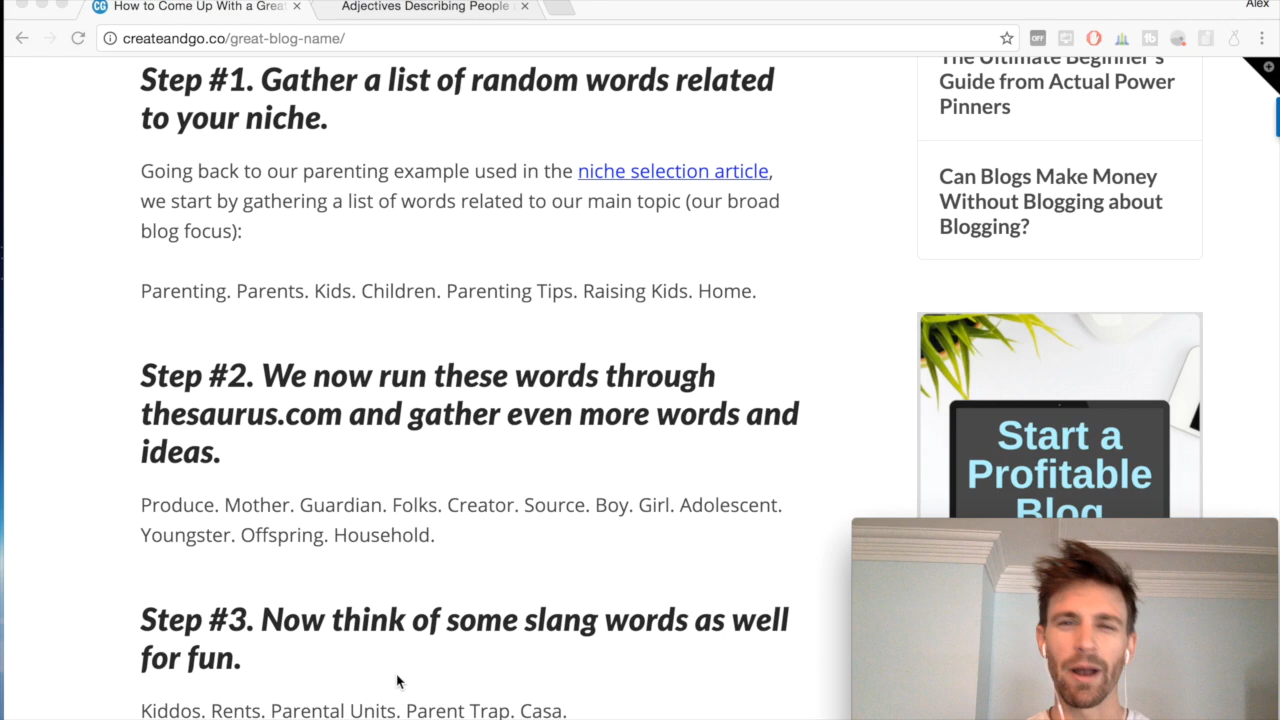 How to Come Up With a Great
Adjectives Describing People
Alex
createandgo.co/great-blog-name/
Step #1. Gather a list of random words related
to your niche.
Going back to our parenting example used in the niche selection article,
we start by gathering a list of words related to our main topic (our broad
blog focus):
Parenting. Parents. Kids. Children. Parenting Tips. Raising Kids. Home.
Step #2. We now run these words through
thesaurus.com and gather even more words and
ideas.
Produce. Mother. Guardian. Folks. Creator. Source. Boy. Girl. Adolescent.
Youngster. Offspring. Household.
Step #3. Now think of some slang words as well
for fun.
Kiddos. Rents. Parental Units. Parent Trap. Casa.
The Ultimate Beginner's
Guide from Actual Power
Pinners
Can Blogs Make Money
Without Blogging about
Blogging?
Start a
Profitable
Blog
CG
OFF